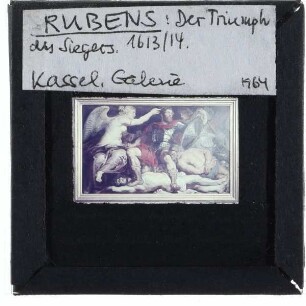 RUBENS: Der Triumph
des Siegers. 1613/14.
Kassel. Galerie 1964